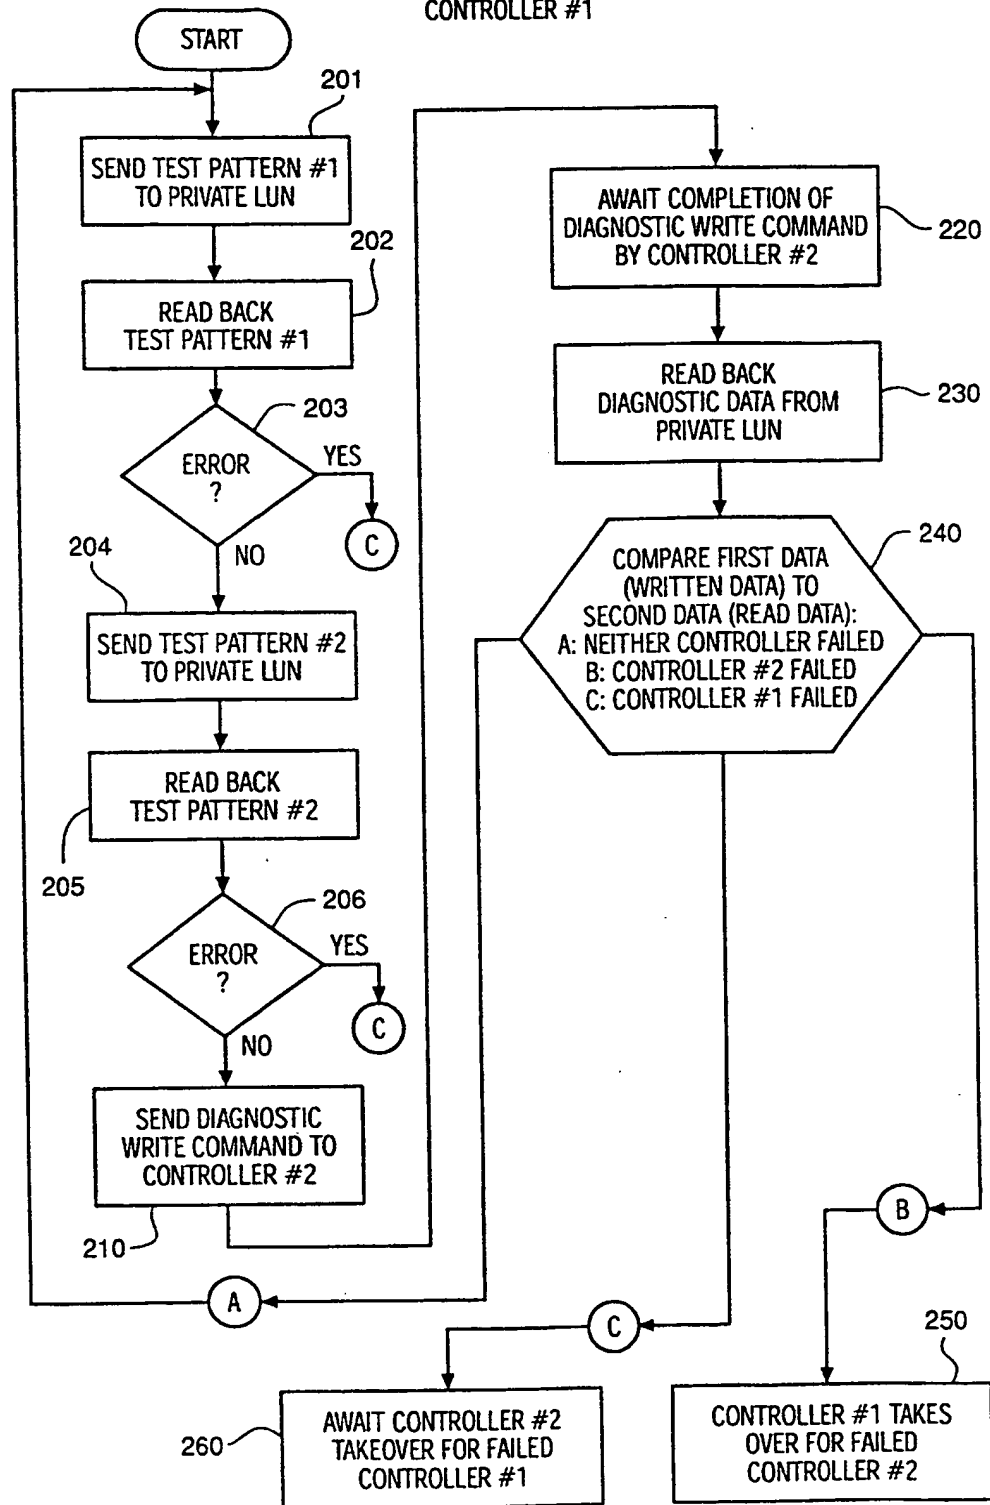 CONTROLLER #1
START
201
SEND TEST PATTERN #1
TO PRIVATE LUN
202
READ BACK
TEST PATTERN #1
203
ERROR
?
YES
C
NO
204
SEND TEST PATTERN #2
TO PRIVATE LUN
READ BACK
TEST PATTERN #2
205
206
ERROR
?
YES
C
NO
SEND DIAGNOSTIC
WRITE COMMAND TO
CONTROLLER #2
210
A
AWAIT COMPLETION OF
DIAGNOSTIC WRITE COMMAND
BY CONTROLLER #2
220
READ BACK
DIAGNOSTIC DATA FROM
PRIVATE LUN
230
240
COMPARE FIRST DATA
(WRITTEN DATA) TO
SECOND DATA (READ DATA):
A: NEITHER CONTROLLER FAILED
B: CONTROLLER #2 FAILED
C: CONTROLLER #1 FAILED
B
C
250
260
AWAIT CONTROLLER #2
TAKEOVER FOR FAILED
CONTROLLER #1
CONTROLLER #1 TAKES
OVER FOR FAILED
CONTROLLER #2